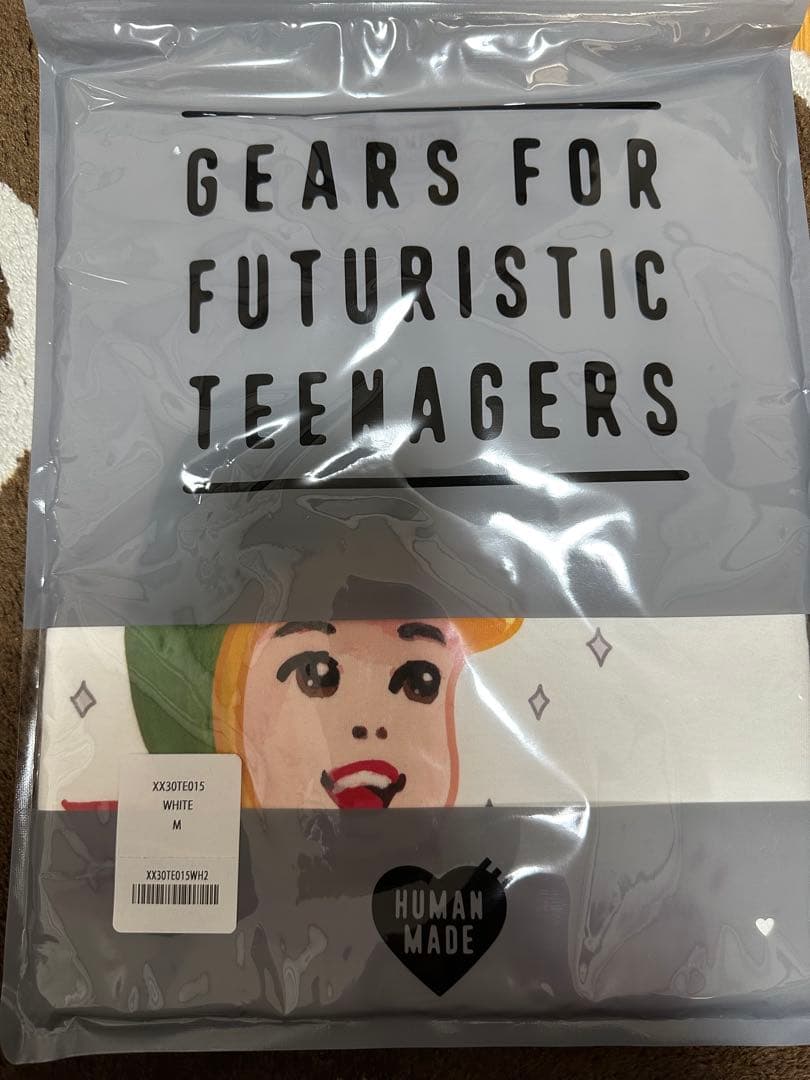 GEARS FOR
FUTURISTIC
TEENAGERS
XX30TE015
WHITE
M
XX30TE015WH2
HUMAN
MADE